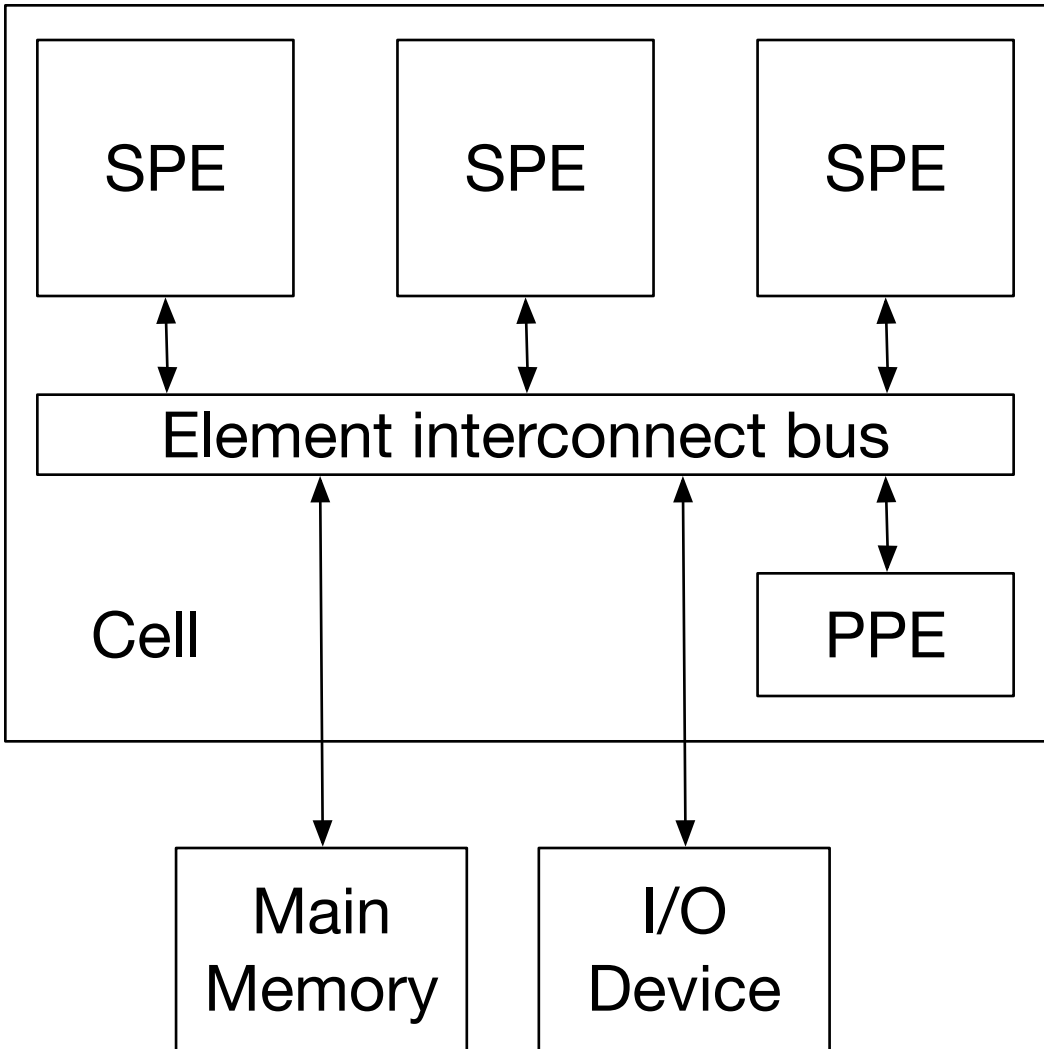 SPE
SPE
SPE
Element interconnect bus
Cell
PPE
Main
Memory
I/O
Device